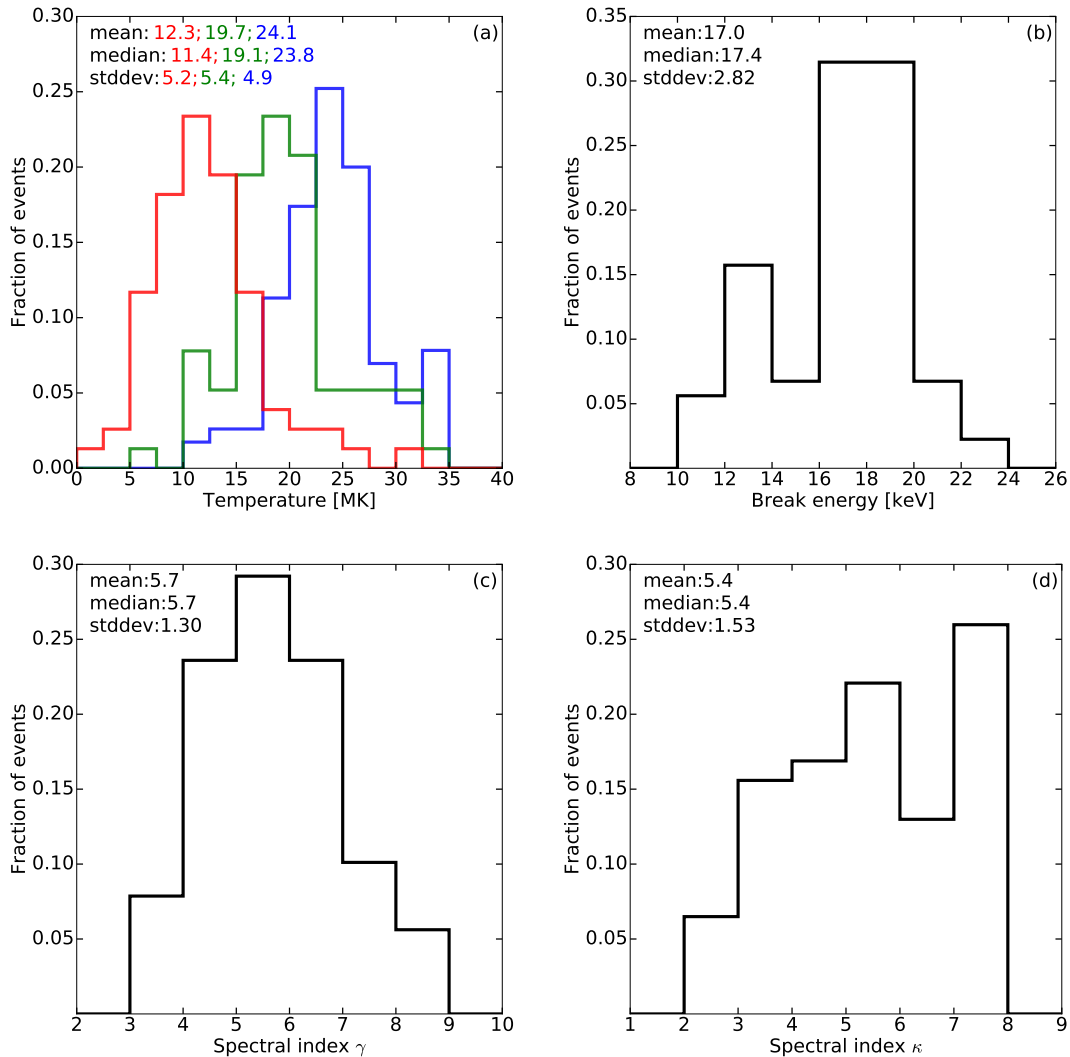 0.30
0.25
0.20
0.15
0.10
0.05
0.00
Fraction of events
mean: 12.3; 19.7; 24.1
median: 11.4; 19.1; 23.8
stddev: 5.2; 5.4; 4.9
(a)
0 5 10 15 20 25 30 35 40
Temperature [MK]
0.35
0.30
0.25
0.20
0.15
0.10
0.05
Fraction of events
mean:17.0
median:17.4
stddev:2.82
(b)
8 10 12 14 16 18 20 22 24 26
Break energy [keV]
0.30
0.25
0.20
0.15
0.10
0.05
Fraction of events
mean:5.7
median:5.7
stddev:1.30
(c)
2 3 4 5 6 7 8 9 10
Spectral index γ
0.30
0.25
0.20
0.15
0.10
0.05
Fraction of events
mean:5.4
median:5.4
stddev:1.53
(d)
1 2 3 4 5 6 7 8 9
Spectral index κ